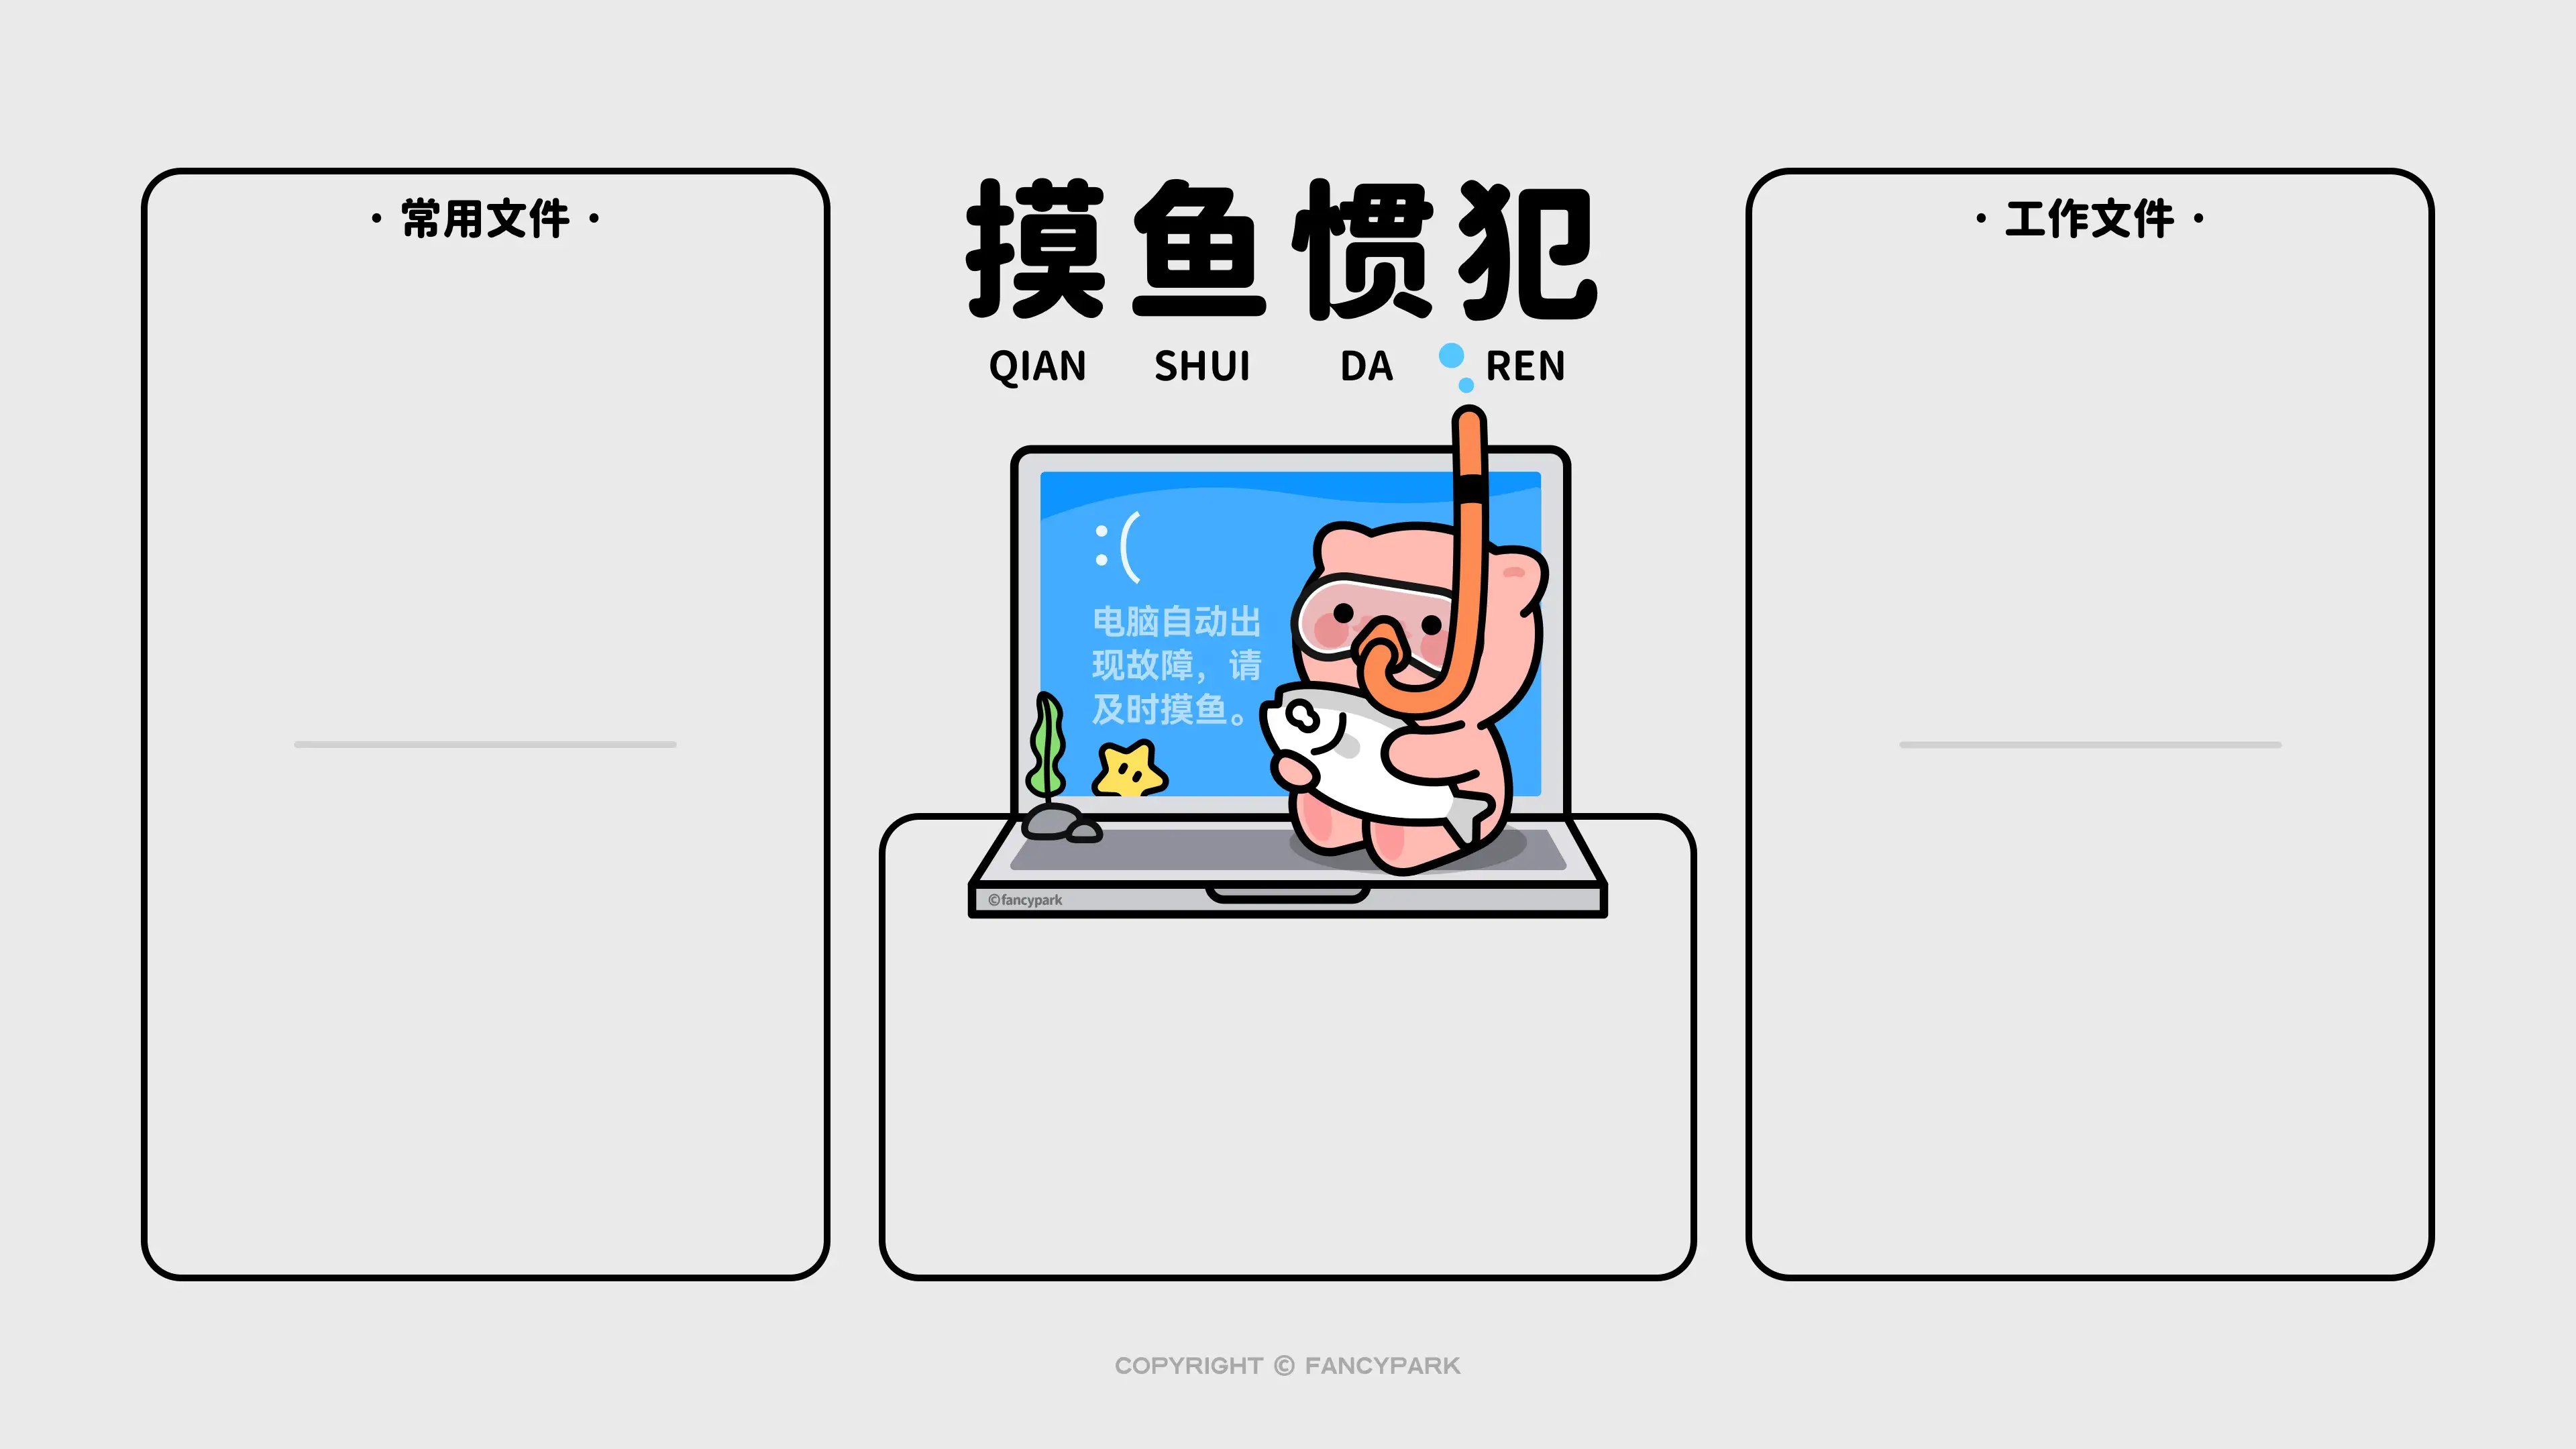 · 常用文件 ·
摸鱼惯犯
QIAN SHUI DA REN
:(
电脑自动出
现故障，请
及时摸鱼。
©fancypark
· 工作文件 ·
COPYRIGHT © FANCYPARK